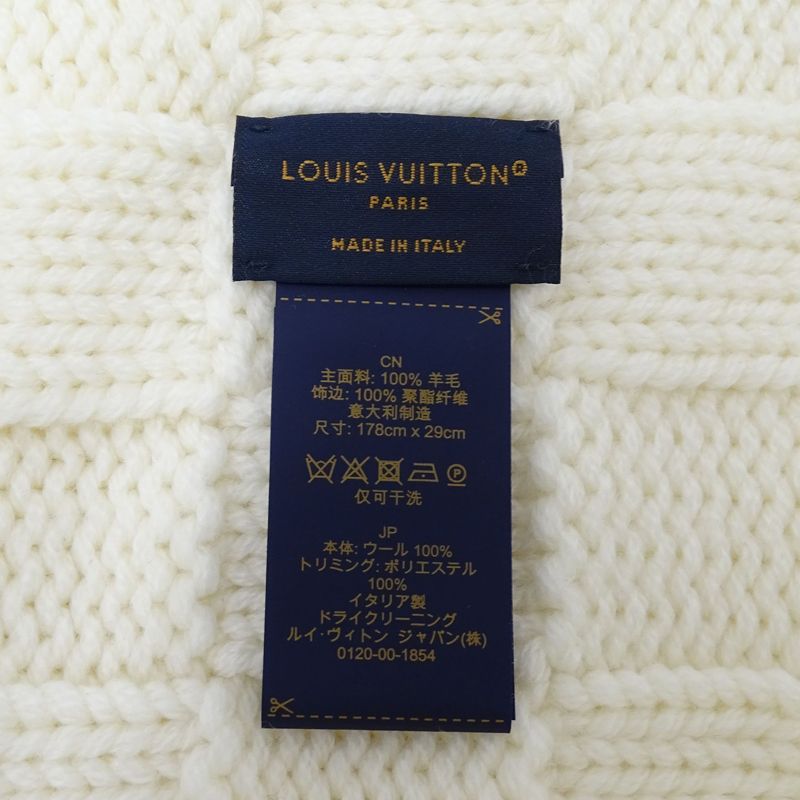 LOUIS VUITTON®
PARIS
MADE IN ITALY
CN
主面料: 100% 羊毛
饰边: 100% 聚酯纤维
意大利制造
尺寸: 178cm x 29cm
P
仅可干洗
JP
本体: ウール 100%
トリミング: ポリエステル
100%
イタリア製
ドライクリーニング
ルイ·ヴィトン ジャパン(株)
0120-00-1854